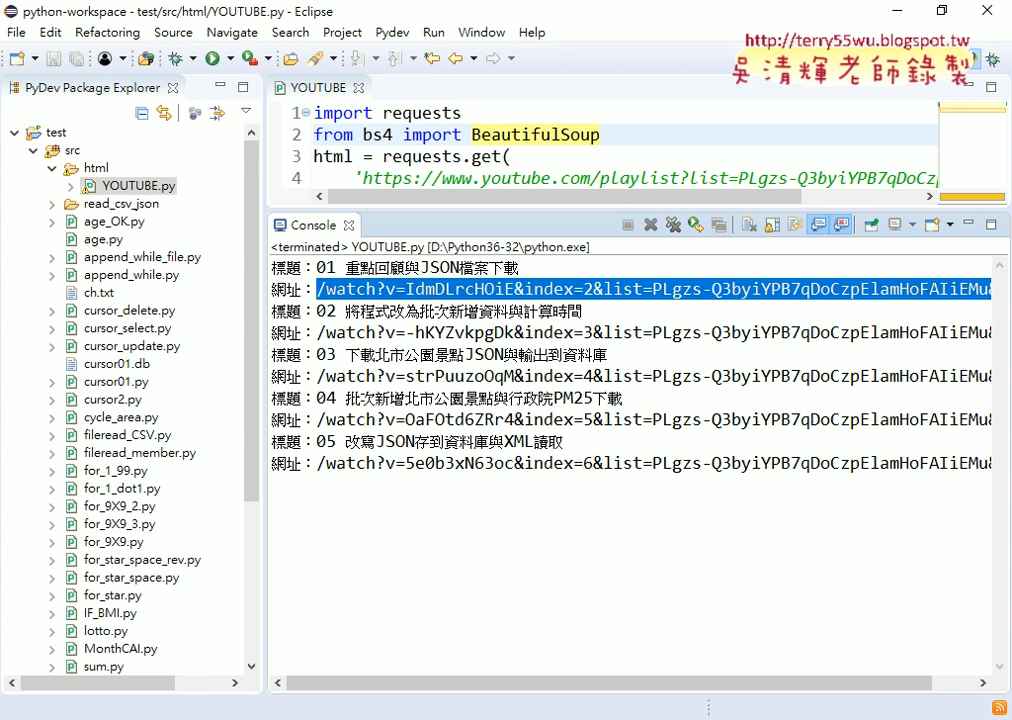 python-workspace - test/src/html/YOUTUBE.py - Eclipse
File Edit Refactoring Source Navigate Search Project Pydev Run Window Help
http://terry55wu.blogspot.tw
吳清輝老師錄製
PyDev Package Explorer
YOUTUBE
test
src
html
YOUTUBE.py
read_csv_json
age_OK.py
age.py
append_while_file.py
append_while.py
ch.txt
cursor_delete.py
cursor_select.py
cursor_update.py
cursor01.db
cursor01.py
cursor2.py
cycle_area.py
fileread_CSV.py
fileread_member.py
for_1_99.py
for_1_dot1.py
for_9X9_2.py
for_9X9_3.py
for_9X9.py
for_star_space_rev.py
for_star_space.py
for_star.py
IF_BMI.py
lotto.py
MonthCAl.py
sum.py
1 import requests
2 from bs4 import BeautifulSoup
3 html = requests.get(
4 'https://www.youtube.com/playlist?list=PLgzs-Q3byiYPB7qDoCz
Console
<terminated> YOUTUBE.py [D:\Python36-32\python.exe]
標題：01 重點回顧與JSON檔案下載
網址：/watch?v=IdmDLrcHOiE&index=2&list=PLgzs-Q3byiYPB7qDoCzpElamHoFAIiEMu&
標題：02 將程式改為批次新增資料與計算時間
網址：/watch?v=-hKYZvkpgDk&index=3&list=PLgzs-Q3byiYPB7qDoCzpElamHoFAIiEMu&
標題：03 下載北市公園景點JSON與輸出到資料庫
網址：/watch?v=strPuuzoOqM&index=4&list=PLgzs-Q3byiYPB7qDoCzpElamHoFAIiEMu&
標題：04 批次新增北市公園景點與行政院PM25下載
網址：/watch?v=OaFOtd6ZRr4&index=5&list=PLgzs-Q3byiYPB7qDoCzpElamHoFAIiEMu&
標題：05 改寫JSON存到資料庫與XML讀取
網址：/watch?v=5e0b3xN63oc&index=6&list=PLgzs-Q3byiYPB7qDoCzpElamHoFAIiEMu&